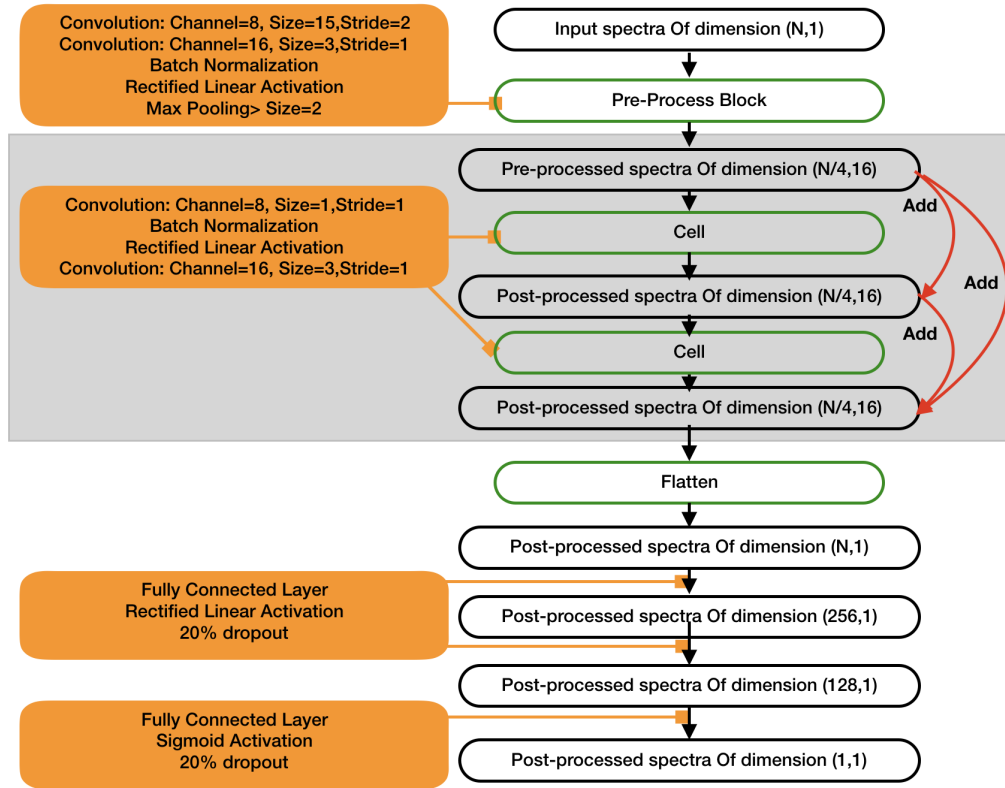 Convolution: Channel=8, Size=15,Stride=2
Convolution: Channel=16, Size=3,Stride=1
Batch Normalization
Rectified Linear Activation
Max Pooling> Size=2
Input spectra Of dimension (N,1)
Pre-Process Block
Pre-processed spectra Of dimension (N/4,16)
Add
Convolution: Channel=8, Size=1,Stride=1
Batch Normalization
Rectified Linear Activation
Convolution: Channel=16, Size=3,Stride=1
Cell
Add
Post-processed spectra Of dimension (N/4,16)
Add
Cell
Post-processed spectra Of dimension (N/4,16)
Flatten
Post-processed spectra Of dimension (N,1)
Fully Connected Layer
Rectified Linear Activation
20% dropout
Post-processed spectra Of dimension (256,1)
Post-processed spectra Of dimension (128,1)
Fully Connected Layer
Sigmoid Activation
20% dropout
Post-processed spectra Of dimension (1,1)